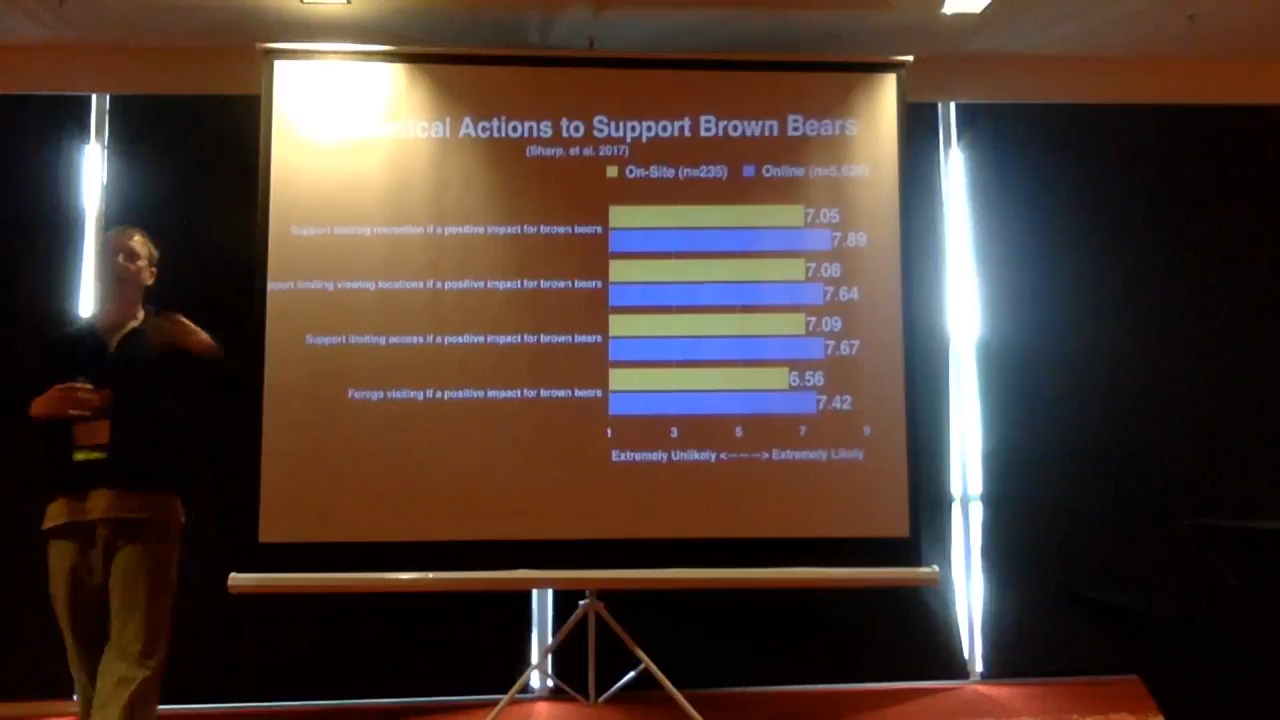 Actions to Support Brown Bears
(Sharp, et al. 2017)
On-Site (n=235) Online
Support limiting recreation if a positive impact for brown bears
7.05
7.89
limiting viewing locations if a positive impact for brown bears
7.08
7.64
Support limiting access if a positive impact for brown bears
7.09
7.67
Forego visiting if a positive impact for brown bears
6.56
7.42
1 3 5 7 9
Extremely Unlikely <----> Extremely Likely